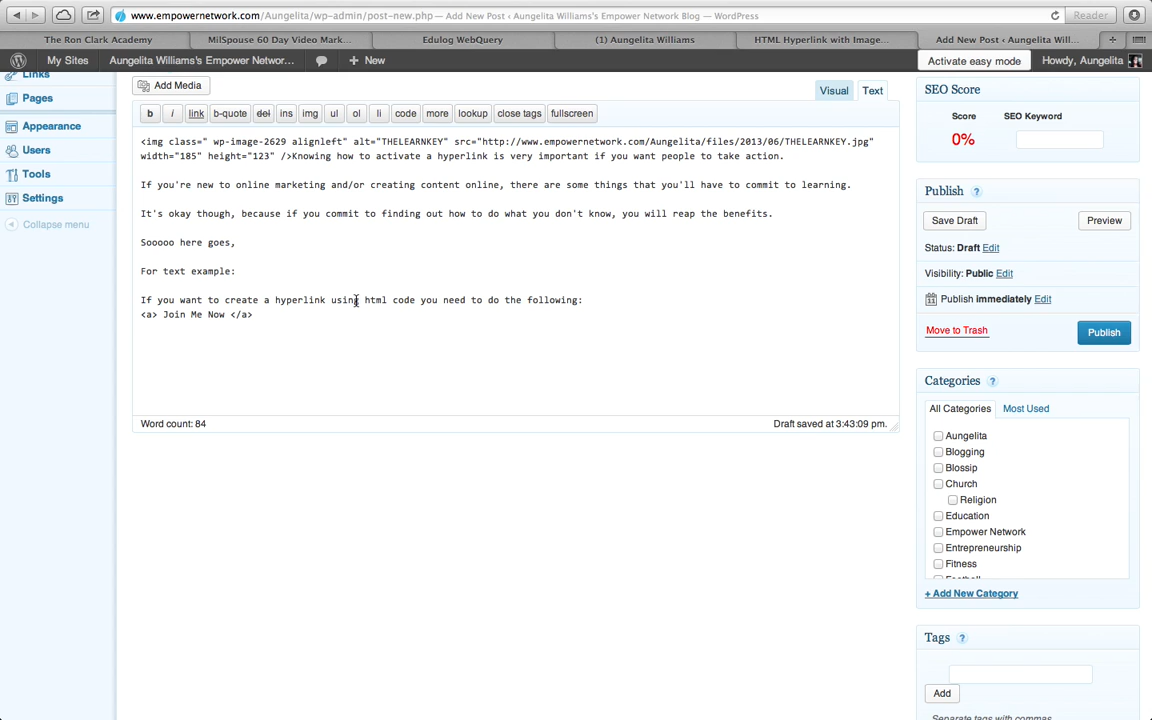 www.empowernetwork.com/Aungelita/wp-admin/post-new.php — Add New Post ‹ Aungelita Williams's Empower Network Blog — WordPress
Reader
The Ron Clark Academy
MilSpouse 60 Day Video Mark...
Edulog WebQuery
(1) Aungelita Williams
HTML Hyperlink with Image...
Add New Post ‹ Aungelita Will...
My Sites
Aungelita Williams's Empower Networ...
+ New
Activate easy mode
Howdy, Aungelita
Links
Pages
Appearance
Users
Tools
Settings
Collapse menu
Add Media
Visual
Text
b
i
link
b-quote
del
ins
img
ul
ol
li
code
more
lookup
close tags
fullscreen
<img class=" wp-image-2629 alignleft" alt="THELEARNKEY" src="http://www.empowernetwork.com/Aungelita/files/2013/06/THELEARNKEY.jpg"
width="185" height="123" />Knowing how to activate a hyperlink is very important if you want people to take action.
If you're new to online marketing and/or creating content online, there are some things that you'll have to commit to learning.
It's okay though, because if you commit to finding out how to do what you don't know, you will reap the benefits.
Sooooo here goes,
For text example:
If you want to create a hyperlink using html code you need to do the following:
<a> Join Me Now </a>
Word count: 84
Draft saved at 3:43:09 pm.
SEO Score
Score
SEO Keyword
0%
Publish ?
Save Draft
Preview
Status: Draft Edit
Visibility: Public Edit
Publish immediately Edit
Move to Trash
Publish
Categories ?
All Categories
Most Used
Aungelita
Blogging
Blossip
Church
Religion
Education
Empower Network
Entrepreneurship
Fitness
Football
+ Add New Category
Tags ?
Add
Separate tags with commas